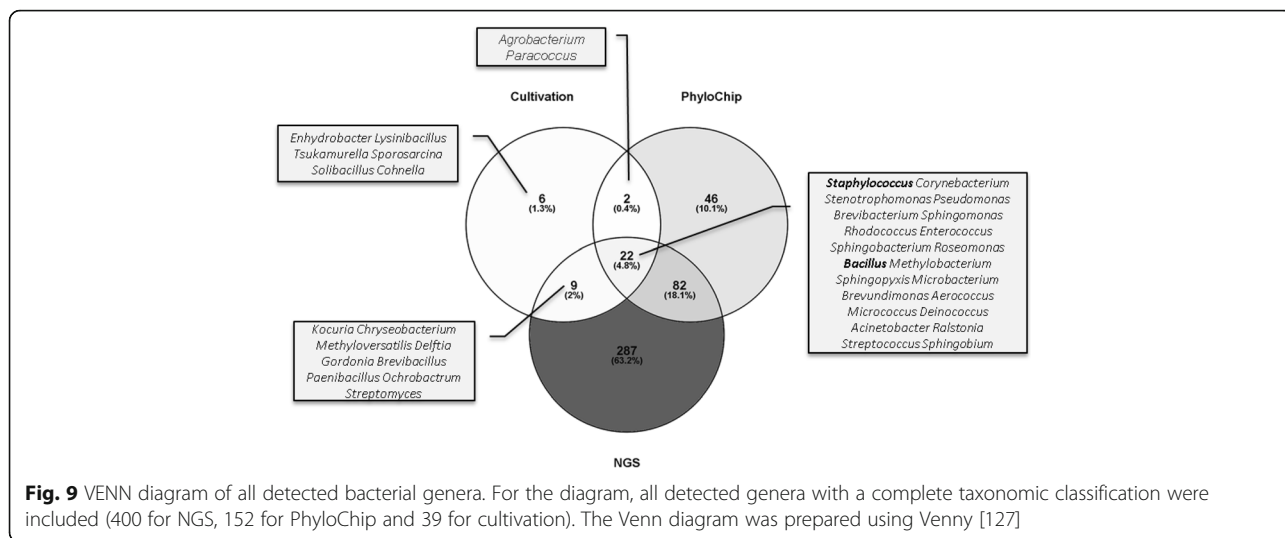 Agrobacterium
Paracoccus
Cultivation
PhyloChip
Enhydrobacter Lysinibacillus
Tsukamurella Sporosarcina
Solibacillus Cohnella
6
(1.3%)
2
(0.4%)
46
(10.1%)
22
(4.8%)
9
(2%)
82
(18.1%)
287
(63.2%)
Staphylococcus Corynebacterium
Stenotrophomonas Pseudomonas
Brevibacterium Sphingomonas
Rhodococcus Enterococcus
Sphingobacterium Roseomonas
Bacillus Methylobacterium
Sphingopyxis Microbacterium
Brevundimonas Aerococcus
Micrococcus Deinococcus
Acinetobacter Ralstonia
Streptococcus Sphingobium
Kocuria Chryseobacterium
Methyloversatilis Delftia
Gordonia Brevibacillus
Paenibacillus Ochrobactrum
Streptomyces
NGS
Fig. 9 VENN diagram of all detected bacterial genera. For the diagram, all detected genera with a complete taxonomic classification were
included (400 for NGS, 152 for PhyloChip and 39 for cultivation). The Venn diagram was prepared using Venny [127]